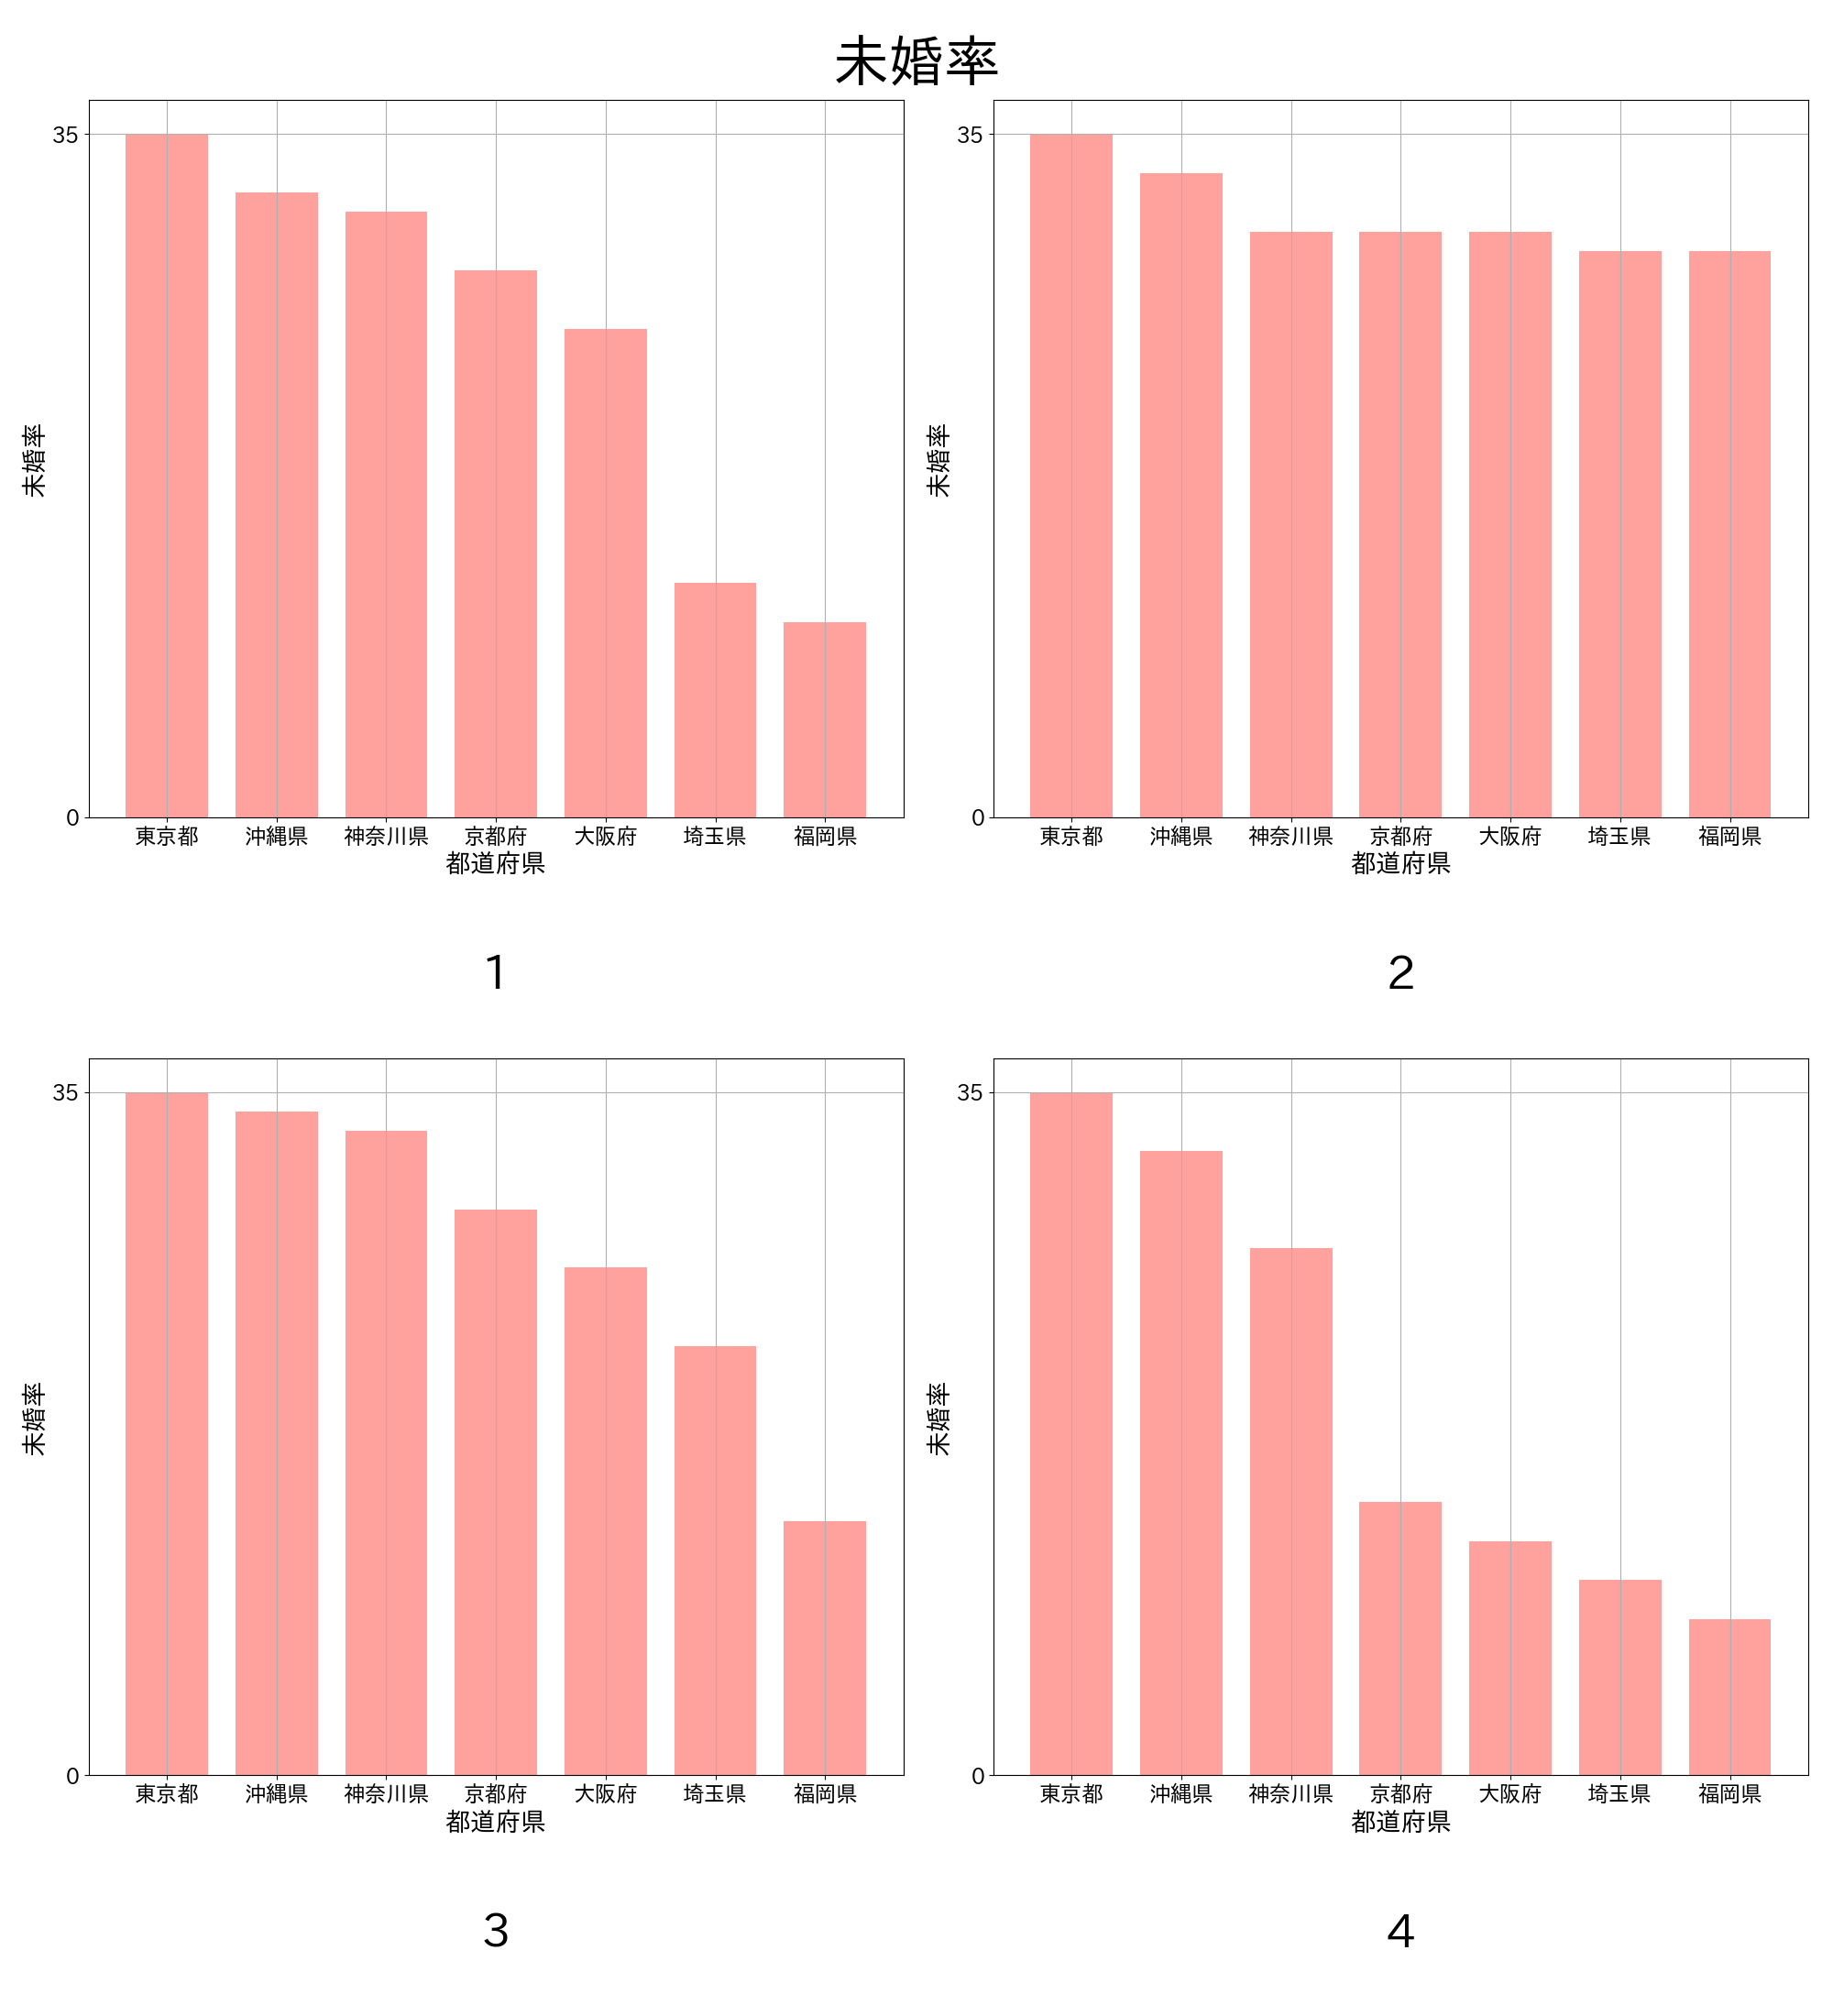 未婚率
35
0
未婚率
東京都 沖縄県 神奈川県 京都府 大阪府 埼玉県 福岡県
都道府県
1
35
0
未婚率
東京都 沖縄県 神奈川県 京都府 大阪府 埼玉県 福岡県
都道府県
2
35
0
未婚率
東京都 沖縄県 神奈川県 京都府 大阪府 埼玉県 福岡県
都道府県
3
35
0
未婚率
東京都 沖縄県 神奈川県 京都府 大阪府 埼玉県 福岡県
都道府県
4